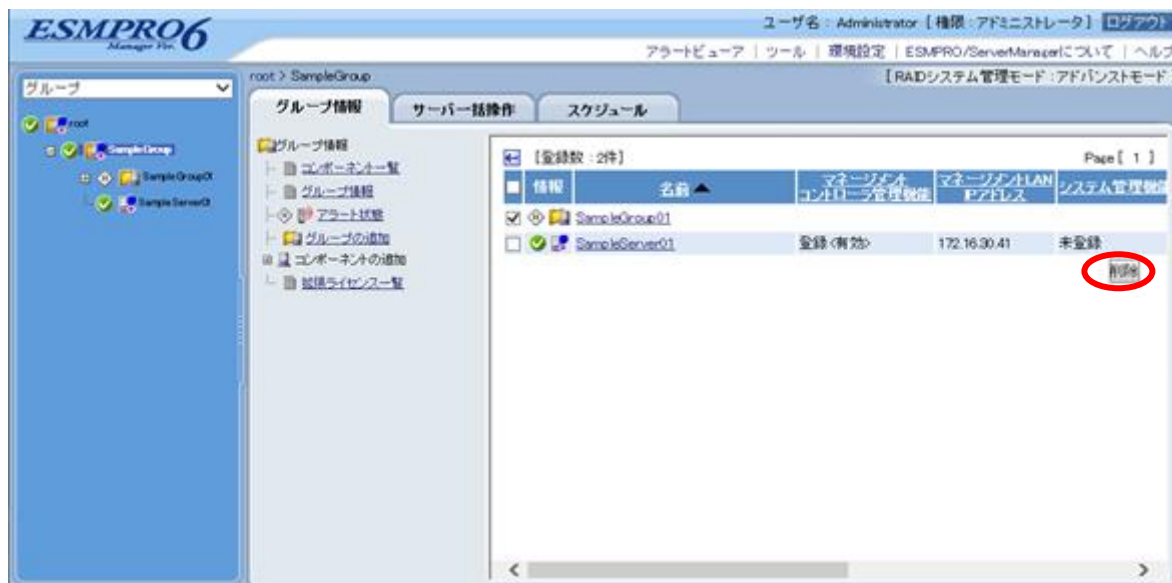 ESMPRO6
Manager Ver.
ユーザ名 : Administrator [ 権限 : アドミニストレータ ] ログアウト
アラートビューア | ツール | 環境設定 | ESMPRO/ServerManagerについて | ヘルプ
グループ
root
SampleGroup
SampleGroup01
SampleServer01
root > SampleGroup
[ RAIDシステム管理モード : アドバンストモード
グループ情報
サーバ一括操作
スケジュール
グループ情報
コンポーネント一覧
グループ情報
アラート状態
グループの追加
コンポーネントの追加
拡張ライセンス一覧
[登録数 : 2件]
Page [ 1 ]
情報 名前▲ マネージメントコントローラ管理機能 マネージメントLAN IPアドレス システム管理機能
SampleGroup01
SampleServer01 登録<有効> 172.16.30.41 未登録
削除